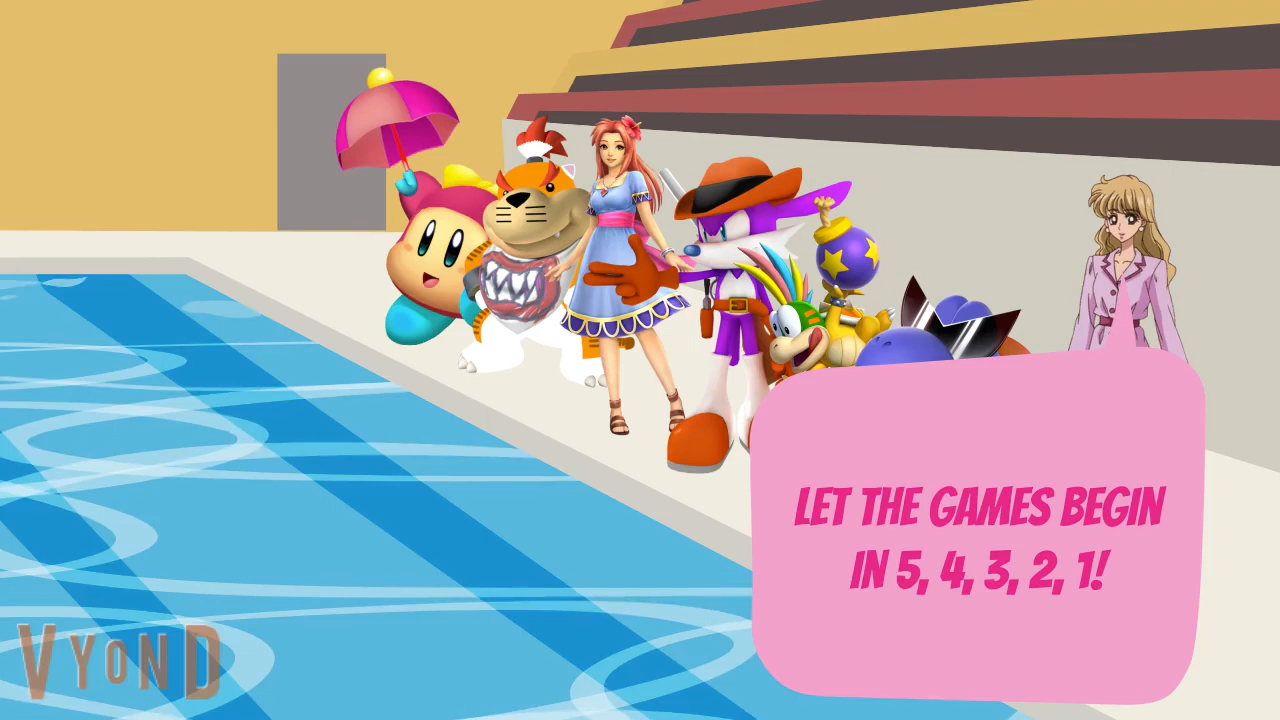 LET THE GAMES BEGIN
IN 5, 4, 3, 2, 1!
VYOND